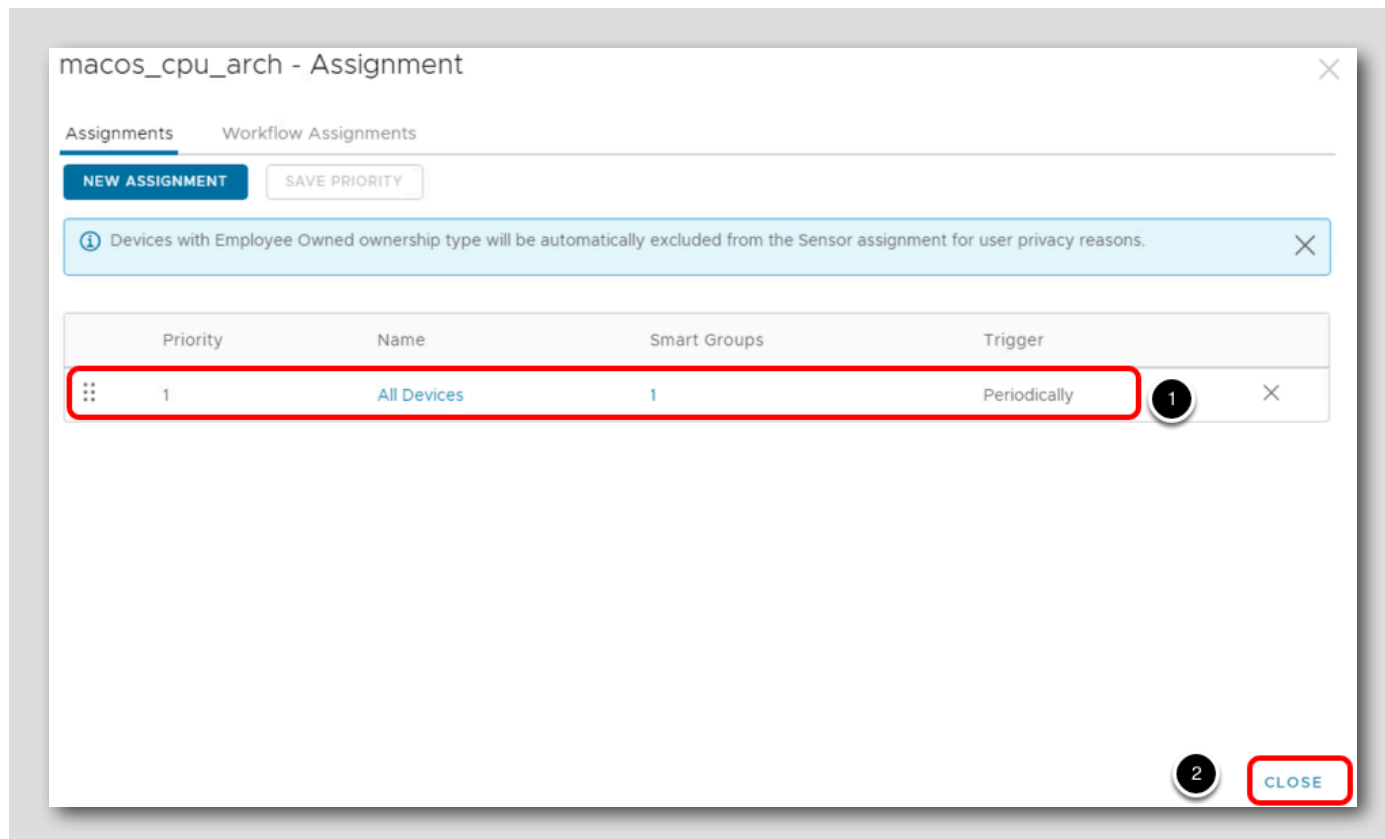 macos_cpu_arch - Assignment
Assignments Workflow Assignments
NEW ASSIGNMENT SAVE PRIORITY
Devices with Employee Owned ownership type will be automatically excluded from the Sensor assignment for user privacy reasons.
Priority Name Smart Groups Trigger
1 All Devices 1 Periodically 1
2 CLOSE